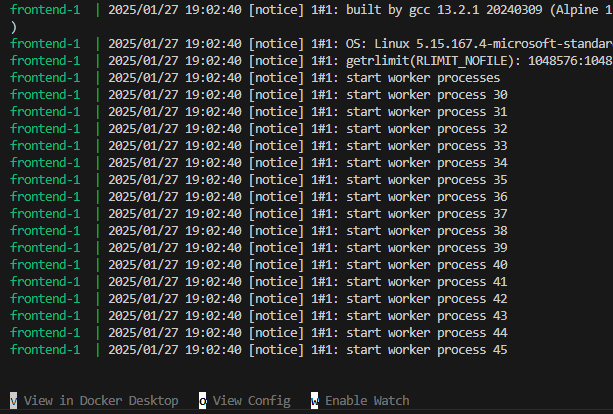 frontend-1  | 2025/01/27 19:02:40 [notice] 1#1: built by gcc 13.2.1 20240309 (Alpine 1
)
frontend-1  | 2025/01/27 19:02:40 [notice] 1#1: OS: Linux 5.15.167.4-microsoft-standar
frontend-1  | 2025/01/27 19:02:40 [notice] 1#1: getrlimit(RLIMIT_NOFILE): 1048576:1048
frontend-1  | 2025/01/27 19:02:40 [notice] 1#1: start worker processes
frontend-1  | 2025/01/27 19:02:40 [notice] 1#1: start worker process 30
frontend-1  | 2025/01/27 19:02:40 [notice] 1#1: start worker process 31
frontend-1  | 2025/01/27 19:02:40 [notice] 1#1: start worker process 32
frontend-1  | 2025/01/27 19:02:40 [notice] 1#1: start worker process 33
frontend-1  | 2025/01/27 19:02:40 [notice] 1#1: start worker process 34
frontend-1  | 2025/01/27 19:02:40 [notice] 1#1: start worker process 35
frontend-1  | 2025/01/27 19:02:40 [notice] 1#1: start worker process 36
frontend-1  | 2025/01/27 19:02:40 [notice] 1#1: start worker process 37
frontend-1  | 2025/01/27 19:02:40 [notice] 1#1: start worker process 38
frontend-1  | 2025/01/27 19:02:40 [notice] 1#1: start worker process 39
frontend-1  | 2025/01/27 19:02:40 [notice] 1#1: start worker process 40
frontend-1  | 2025/01/27 19:02:40 [notice] 1#1: start worker process 41
frontend-1  | 2025/01/27 19:02:40 [notice] 1#1: start worker process 42
frontend-1  | 2025/01/27 19:02:40 [notice] 1#1: start worker process 43
frontend-1  | 2025/01/27 19:02:40 [notice] 1#1: start worker process 44
frontend-1  | 2025/01/27 19:02:40 [notice] 1#1: start worker process 45
v View in Docker Desktop   o View Config   w Enable Watch